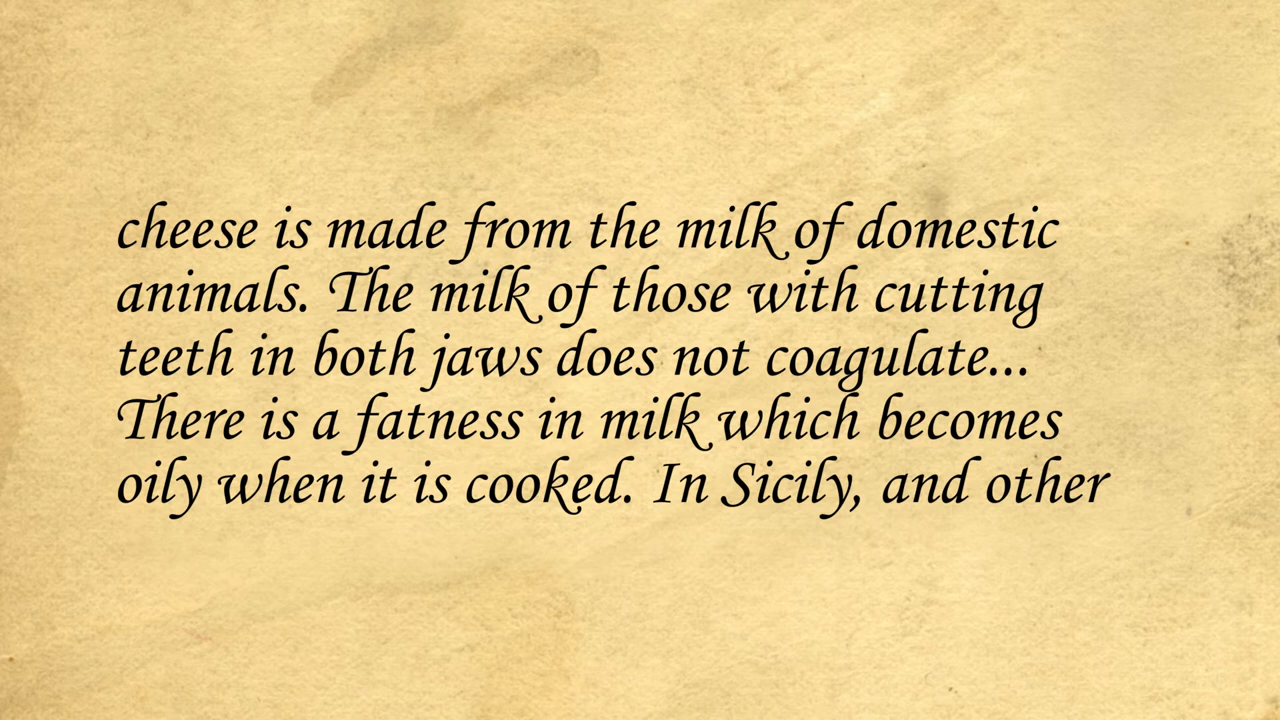 cheese is made from the milk of domestic
animals. The milk of those with cutting
teeth in both jaws does not coagulate...
There is a fatness in milk which becomes
oily when it is cooked. In Sicily, and other